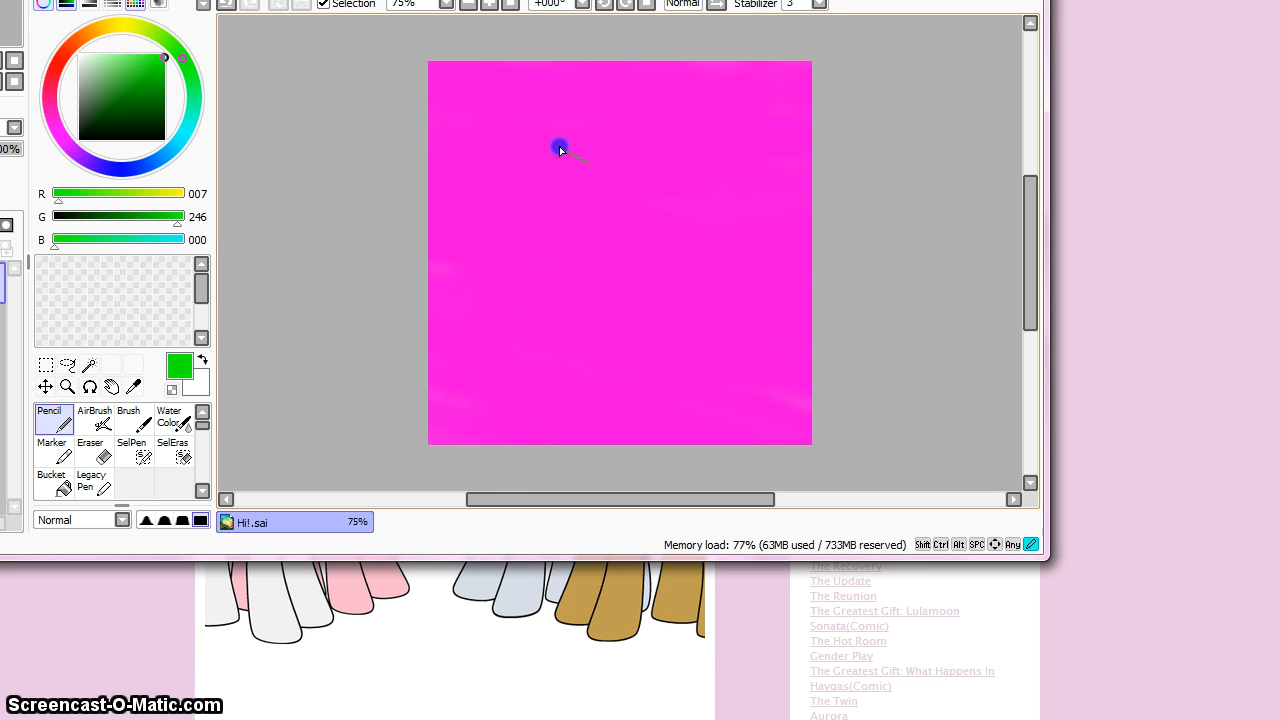 Selection 75% +000° Normal Stabilizer 3
00%
R 007
G 246
B 000
Pencil AirBrush Brush Water Color
Marker Eraser SelPen SelEras
Bucket Legacy Pen
Normal
Hi!.sai 75%
Memory load: 77% (63MB used / 733MB reserved) Shift Ctrl Alt SPC Any
The Recovery
The Update
The Reunion
The Greatest Gift: Lulamoon
Sonata(Comic)
The Hot Room
Gender Play
The Greatest Gift: What Happens In
Haygas(Comic)
The Twin
Aurora
Screencast-O-Matic.com